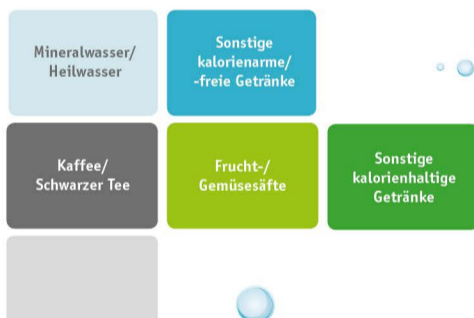 Mineralwasser/
Heilwasser
Sonstige
kalorienarme/
-freie Getränke
Kaffee/
Schwarzer Tee
Frucht-/
Gemüsesäfte
Sonstige
kalorienhaltige
Getränke